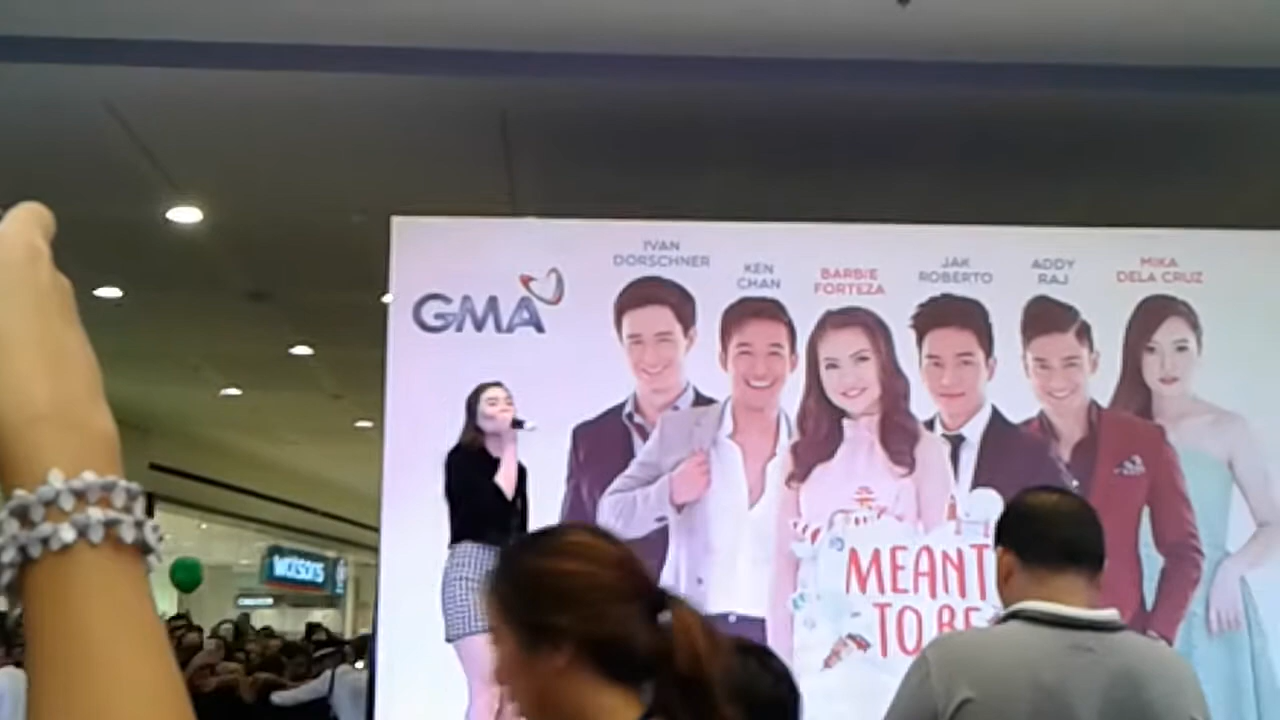 GMA
IVAN
DORSCHNER
KEN
CHAN
BARBIE
FORTEZA
JAK
ROBERTO
ADDY
RAJ
MIKA
DELA CRUZ
MEANT
TO BE
watsons